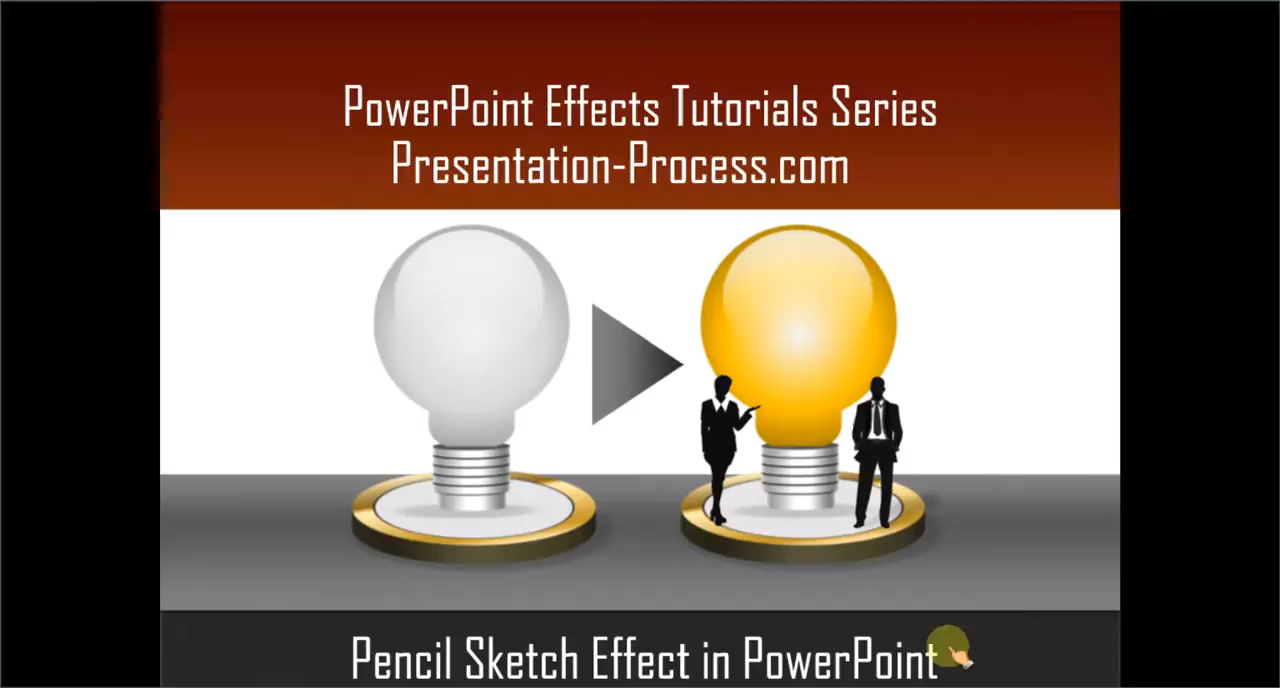 PowerPoint Effects Tutorials Series
Presentation-Process.com
Pencil Sketch Effect in PowerPoint